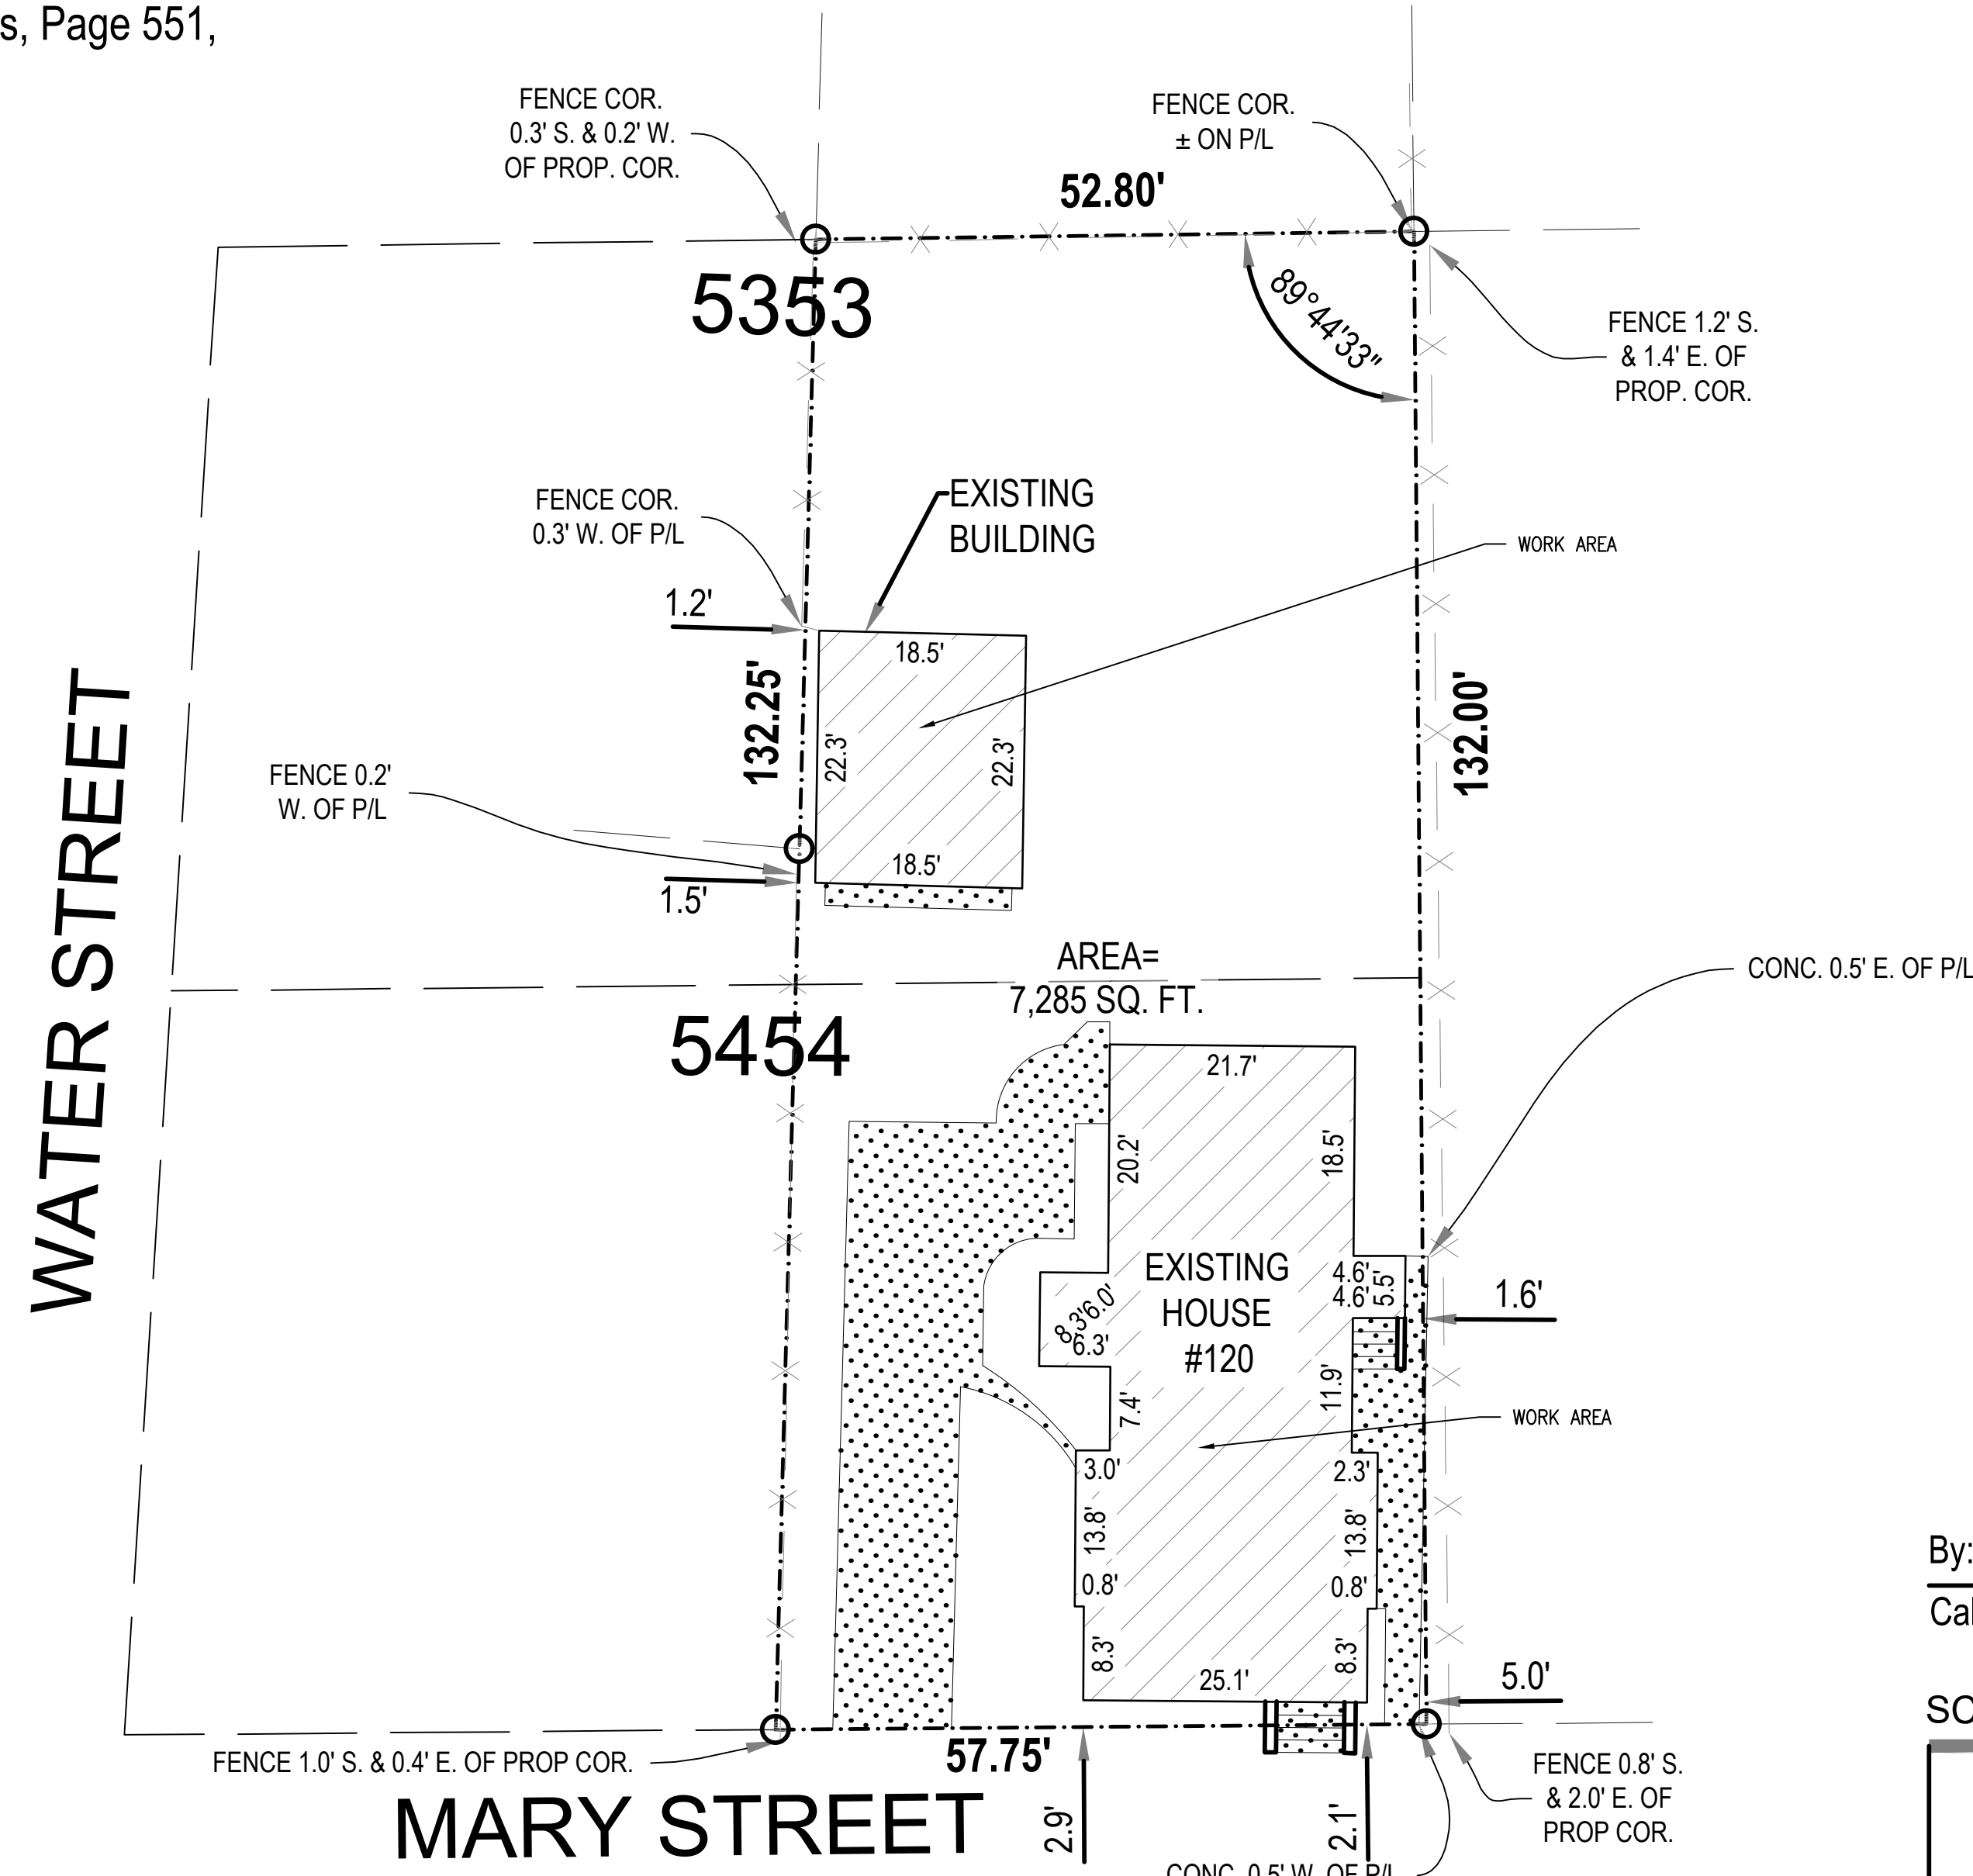 s, Page 551,
FENCE COR.
0.3' S. & 0.2' W.
OF PROP. COR.
FENCE COR.
± ON P/L
52.80'
5353
89°44'33"
FENCE 1.2' S.
& 1.4' E. OF
PROP. COR.
FENCE COR.
0.3' W. OF P/L
EXISTING
BUILDING
WORK AREA
1.2'
18.5'
132.25'
22.3'
22.3'
132.00'
WATER STREET
FENCE 0.2'
W. OF P/L
18.5'
1.5'
AREA=
7,285 SQ. FT.
CONC. 0.5' E. OF P/L
5454
21.7'
20.2'
18.5'
EXISTING
HOUSE
#120
4.6'
4.6'
5.5'
1.6'
8.3'
6.0'
6.3'
7.4'
11.9'
WORK AREA
3.0'
2.3'
13.8'
13.8'
0.8'
0.8'
8.3'
8.3'
25.1'
5.0'
By:
Cal
SC
FENCE 1.0' S. & 0.4' E. OF PROP COR.
57.75'
FENCE 0.8' S.
& 2.0' E. OF
PROP COR.
MARY STREET
2.9'
2.1'
CONC. 0.5' W. OF P/L